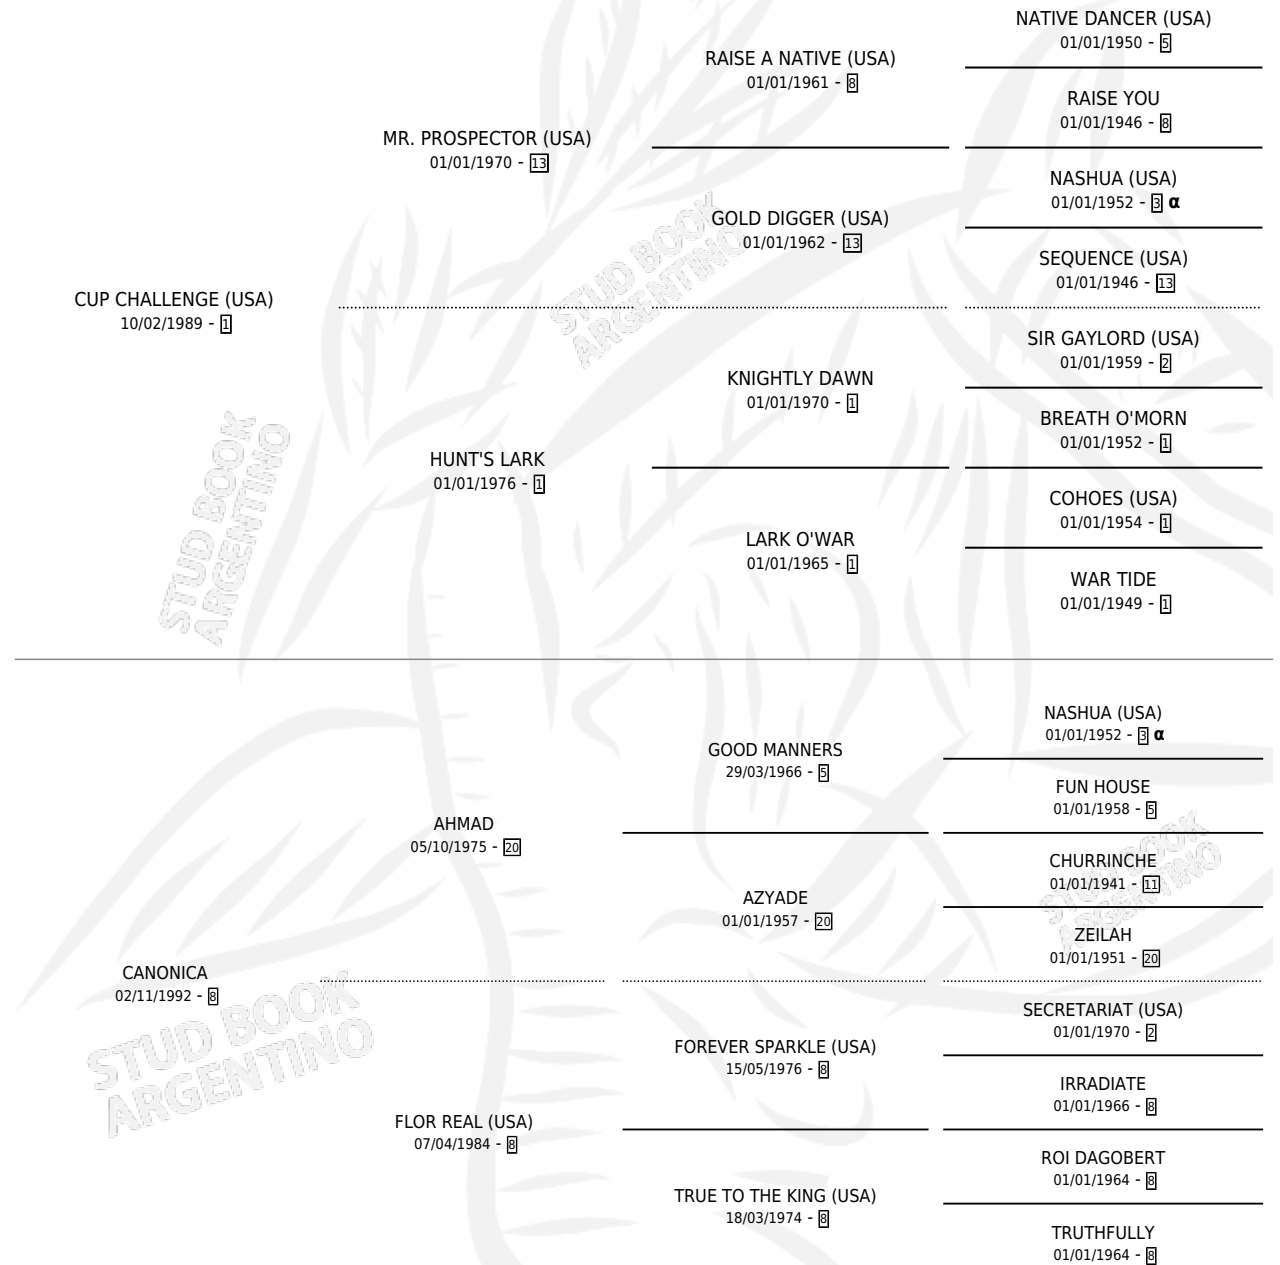 NATIVE DANCER (USA)
01/01/1950 - 5
RAISE A NATIVE (USA)
01/01/1961 - 8
RAISE YOU
01/01/1946 - 8
MR. PROSPECTOR (USA)
01/01/1970 - 13
NASHUA (USA)
01/01/1952 - 3 α
GOLD DIGGER (USA)
01/01/1962 - 13
SEQUENCE (USA)
01/01/1946 - 13
STUD BOOK
ARGENTINO
CUP CHALLENGE (USA)
10/02/1989 - 1
SIR GAYLORD (USA)
01/01/1959 - 2
KNIGHTLY DAWN
01/01/1970 - 1
BREATH O'MORN
01/01/1952 - 1
HUNT'S LARK
01/01/1976 - 1
COHOES (USA)
01/01/1954 - 1
LARK O'WAR
01/01/1965 - 1
WAR TIDE
01/01/1949 - 1
STUD BOOK
ARGENTINO
NASHUA (USA)
01/01/1952 - 3 α
GOOD MANNERS
29/03/1966 - 5
FUN HOUSE
01/01/1958 - 5
AHMAD
05/10/1975 - 20
CHURRINCHE
01/01/1941 - 11
AZYADE
01/01/1957 - 20
ZEILAH
01/01/1951 - 20
STUD BOOK
ARGENTINO
CANONICA
02/11/1992 - 8
SECRETARIAT (USA)
01/01/1970 - 2
FOREVER SPARKLE (USA)
15/05/1976 - 8
IRRADIATE
01/01/1966 - 8
STUD BOOK
ARGENTINO
FLOR REAL (USA)
07/04/1984 - 8
ROI DAGOBERT
01/01/1964 - 8
TRUE TO THE KING (USA)
18/03/1974 - 8
TRUTHFULLY
01/01/1964 - 8